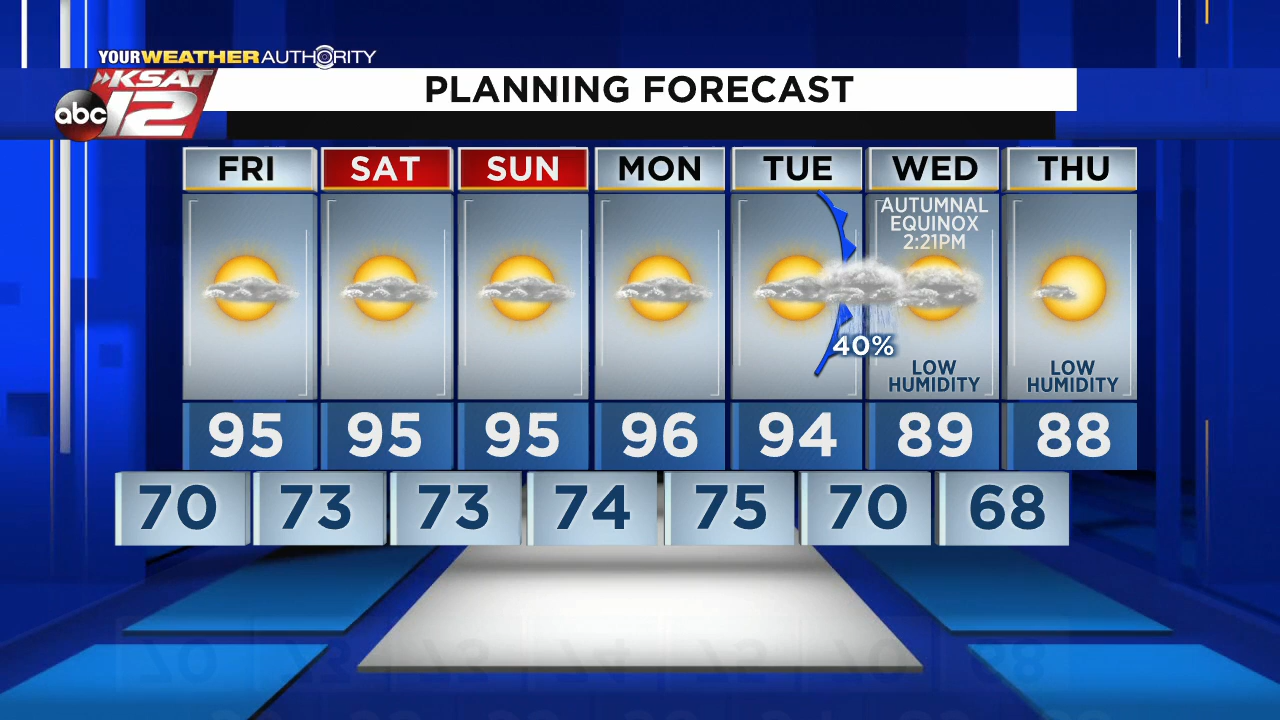 YOURWEATHERAUTHORITY
KSAT
abc 12
PLANNING FORECAST
FRI SAT SUN MON TUE WED THU
AUTUMNAL
EQUINOX
2:21PM
40%
LOW
HUMIDITY
LOW
HUMIDITY
95 95 95 96 94 89 88
70 73 73 74 75 70 68